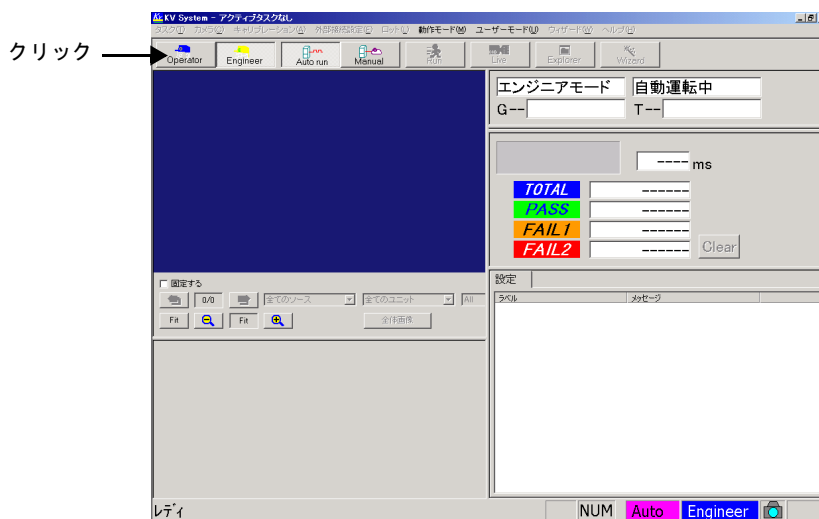 KV System - アクティブタスクなし
タスク(T) カメラ(C) キャリブレーション(A) 外部接続設定(E) ロット(L) 動作モード(M) ユーザーモード(U) ウィザード(W) ヘルプ(H)
クリック
Operator Engineer Auto run Manual Run Live Explorer Wizard
エンジニアモード 自動運転中
G-- T--
---- ms
TOTAL ------
PASS ------
FAIL1 ------
FAIL2 ------ Clear
固定する
0/0 全てのソース 全てのユニット All
Fit Fit 全体画像
設定
ラベル メッセージ
レディ NUM Auto Engineer